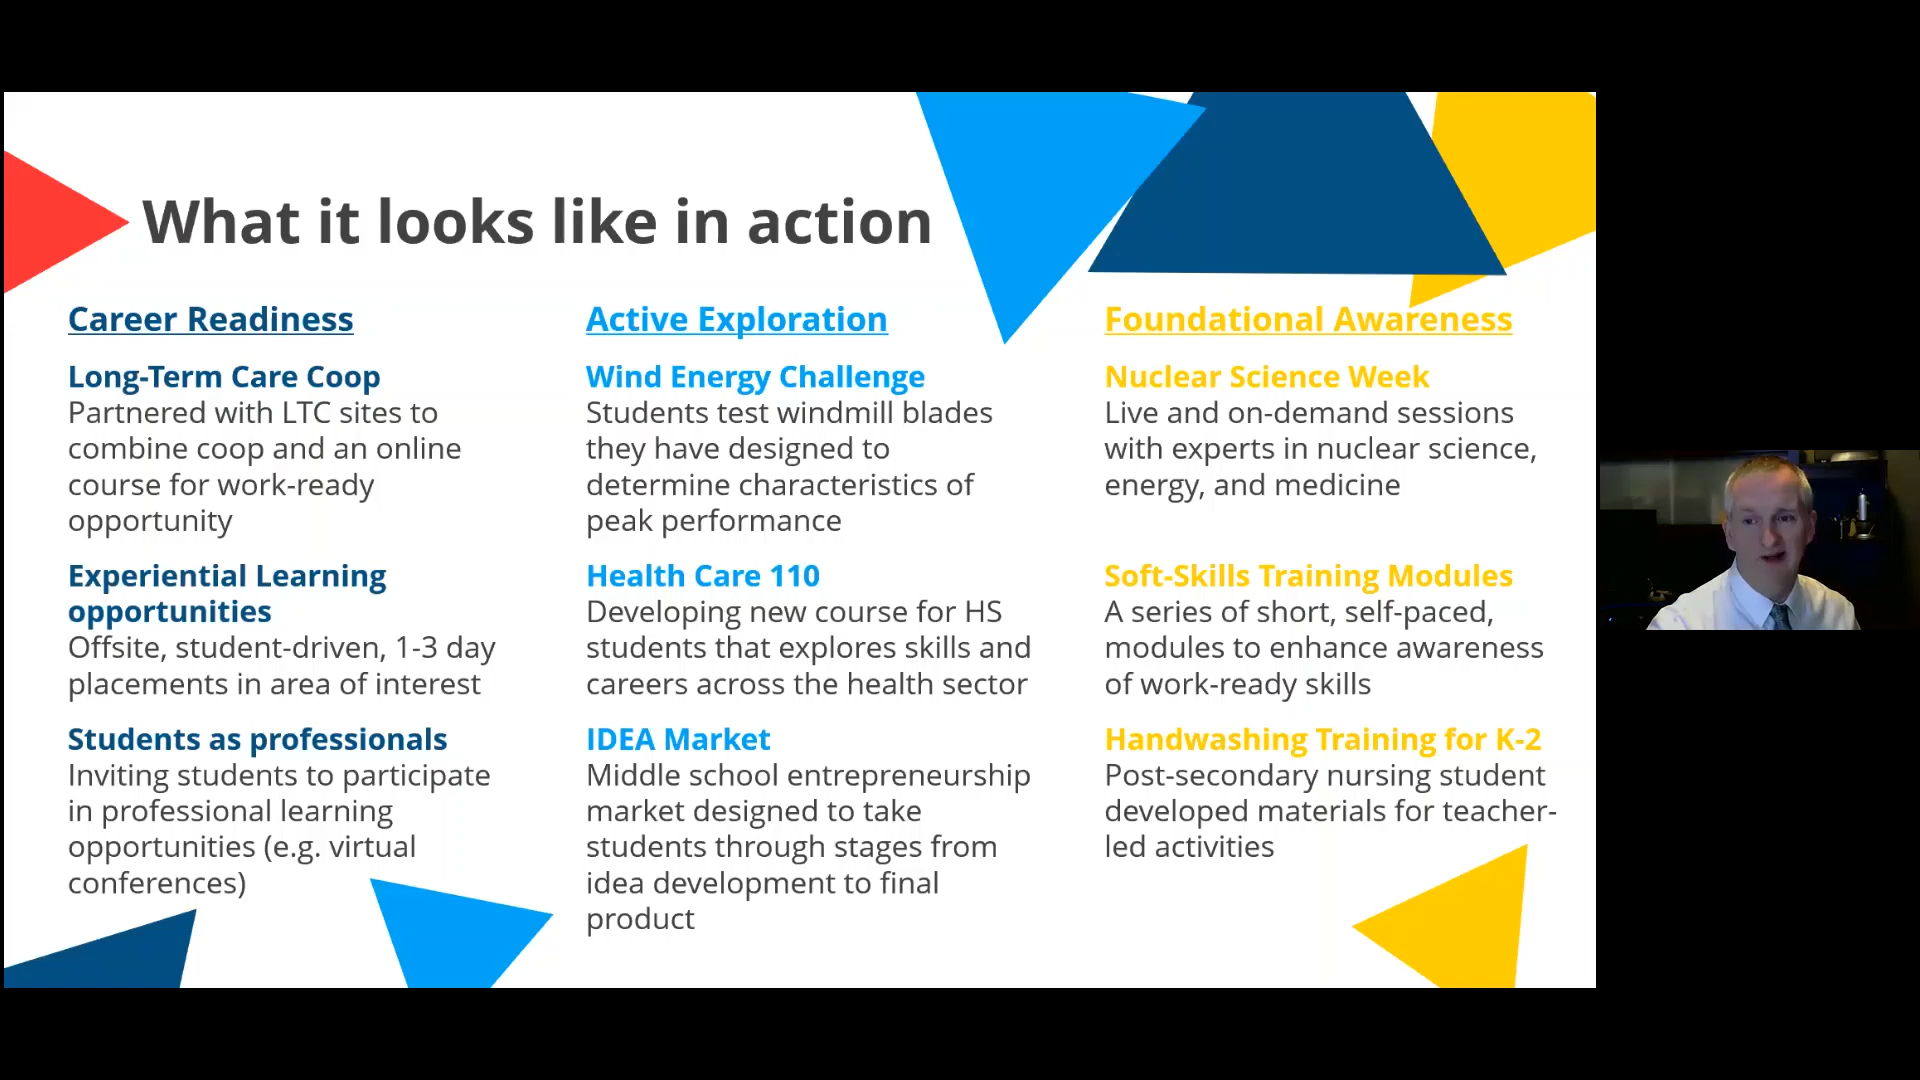 What it looks like in action
Career Readiness
Long-Term Care Coop
Partnered with LTC sites to
combine coop and an online
course for work-ready
opportunity
Experiential Learning
opportunities
Offsite, student-driven, 1-3 day
placements in area of interest
Students as professionals
Inviting students to participate
in professional learning
opportunities (e.g. virtual
conferences)
Active Exploration
Wind Energy Challenge
Students test windmill blades
they have designed to
determine characteristics of
peak performance
Health Care 110
Developing new course for HS
students that explores skills and
careers across the health sector
IDEA Market
Middle school entrepreneurship
market designed to take
students through stages from
idea development to final
product
Foundational Awareness
Nuclear Science Week
Live and on-demand sessions
with experts in nuclear science,
energy, and medicine
Soft-Skills Training Modules
A series of short, self-paced,
modules to enhance awareness
of work-ready skills
Handwashing Training for K-2
Post-secondary nursing student
developed materials for teacher-
led activities